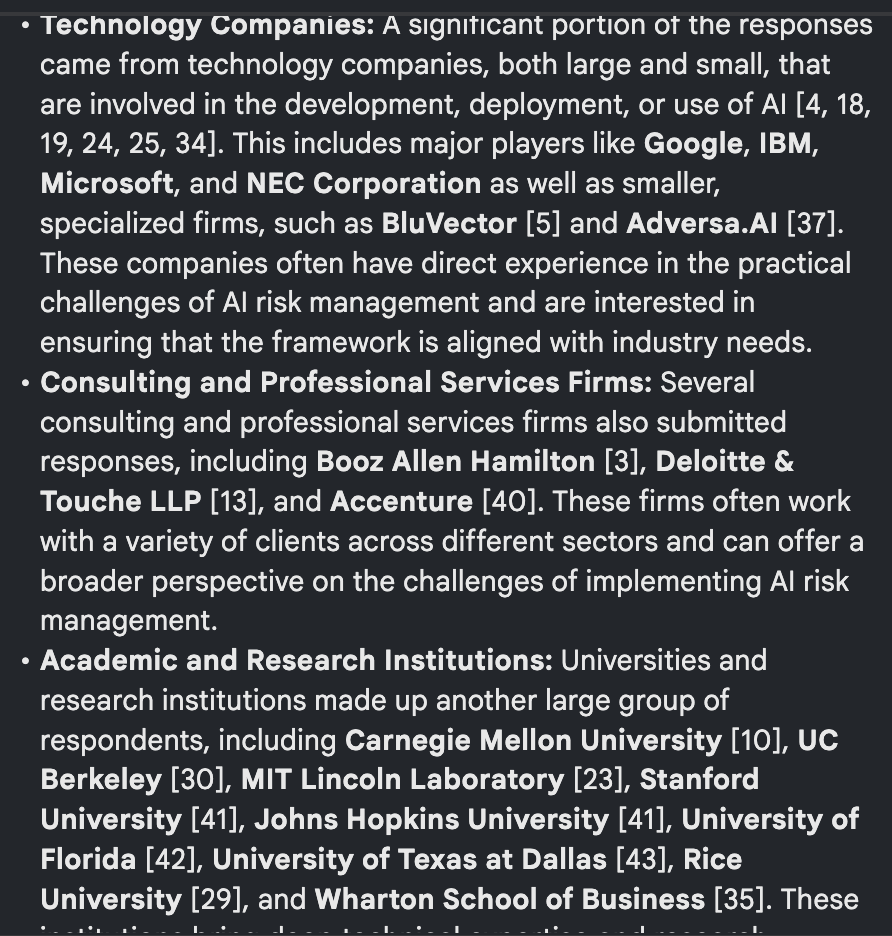 • Technology Companies: A significant portion of the responses
came from technology companies, both large and small, that
are involved in the development, deployment, or use of AI [4, 18,
19, 24, 25, 34]. This includes major players like Google, IBM,
Microsoft, and NEC Corporation as well as smaller,
specialized firms, such as BluVector [5] and Adversa.AI [37].
These companies often have direct experience in the practical
challenges of AI risk management and are interested in
ensuring that the framework is aligned with industry needs.
• Consulting and Professional Services Firms: Several
consulting and professional services firms also submitted
responses, including Booz Allen Hamilton [3], Deloitte &
Touche LLP [13], and Accenture [40]. These firms often work
with a variety of clients across different sectors and can offer a
broader perspective on the challenges of implementing AI risk
management.
• Academic and Research Institutions: Universities and
research institutions made up another large group of
respondents, including Carnegie Mellon University [10], UC
Berkeley [30], MIT Lincoln Laboratory [23], Stanford
University [41], Johns Hopkins University [41], University of
Florida [42], University of Texas at Dallas [43], Rice
University [29], and Wharton School of Business [35]. These